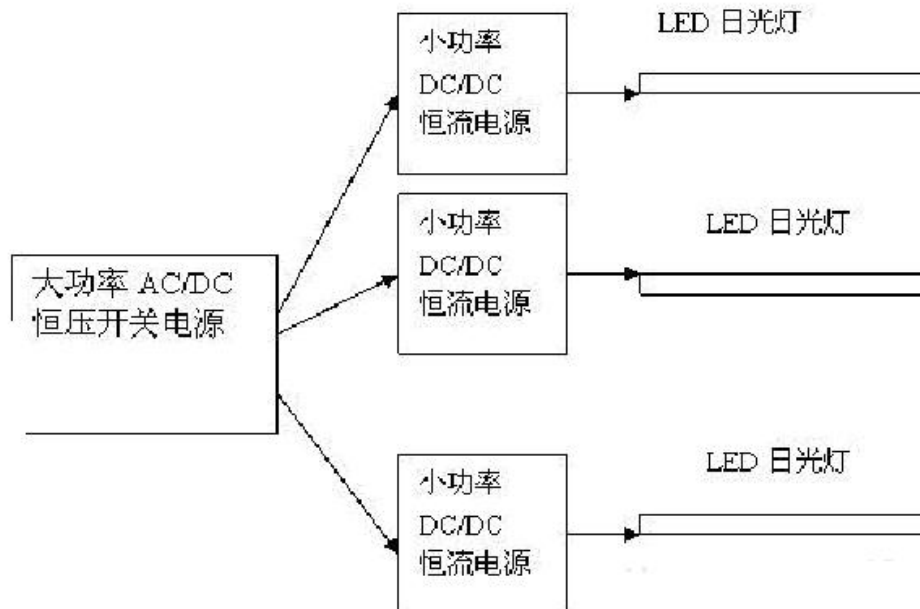 小功率
DC/DC
恒流电源
LED 日光灯
小功率
DC/DC
恒流电源
LED 日光灯
大功率 AC/DC
恒压开关电源
小功率
DC/DC
恒流电源
LED 日光灯